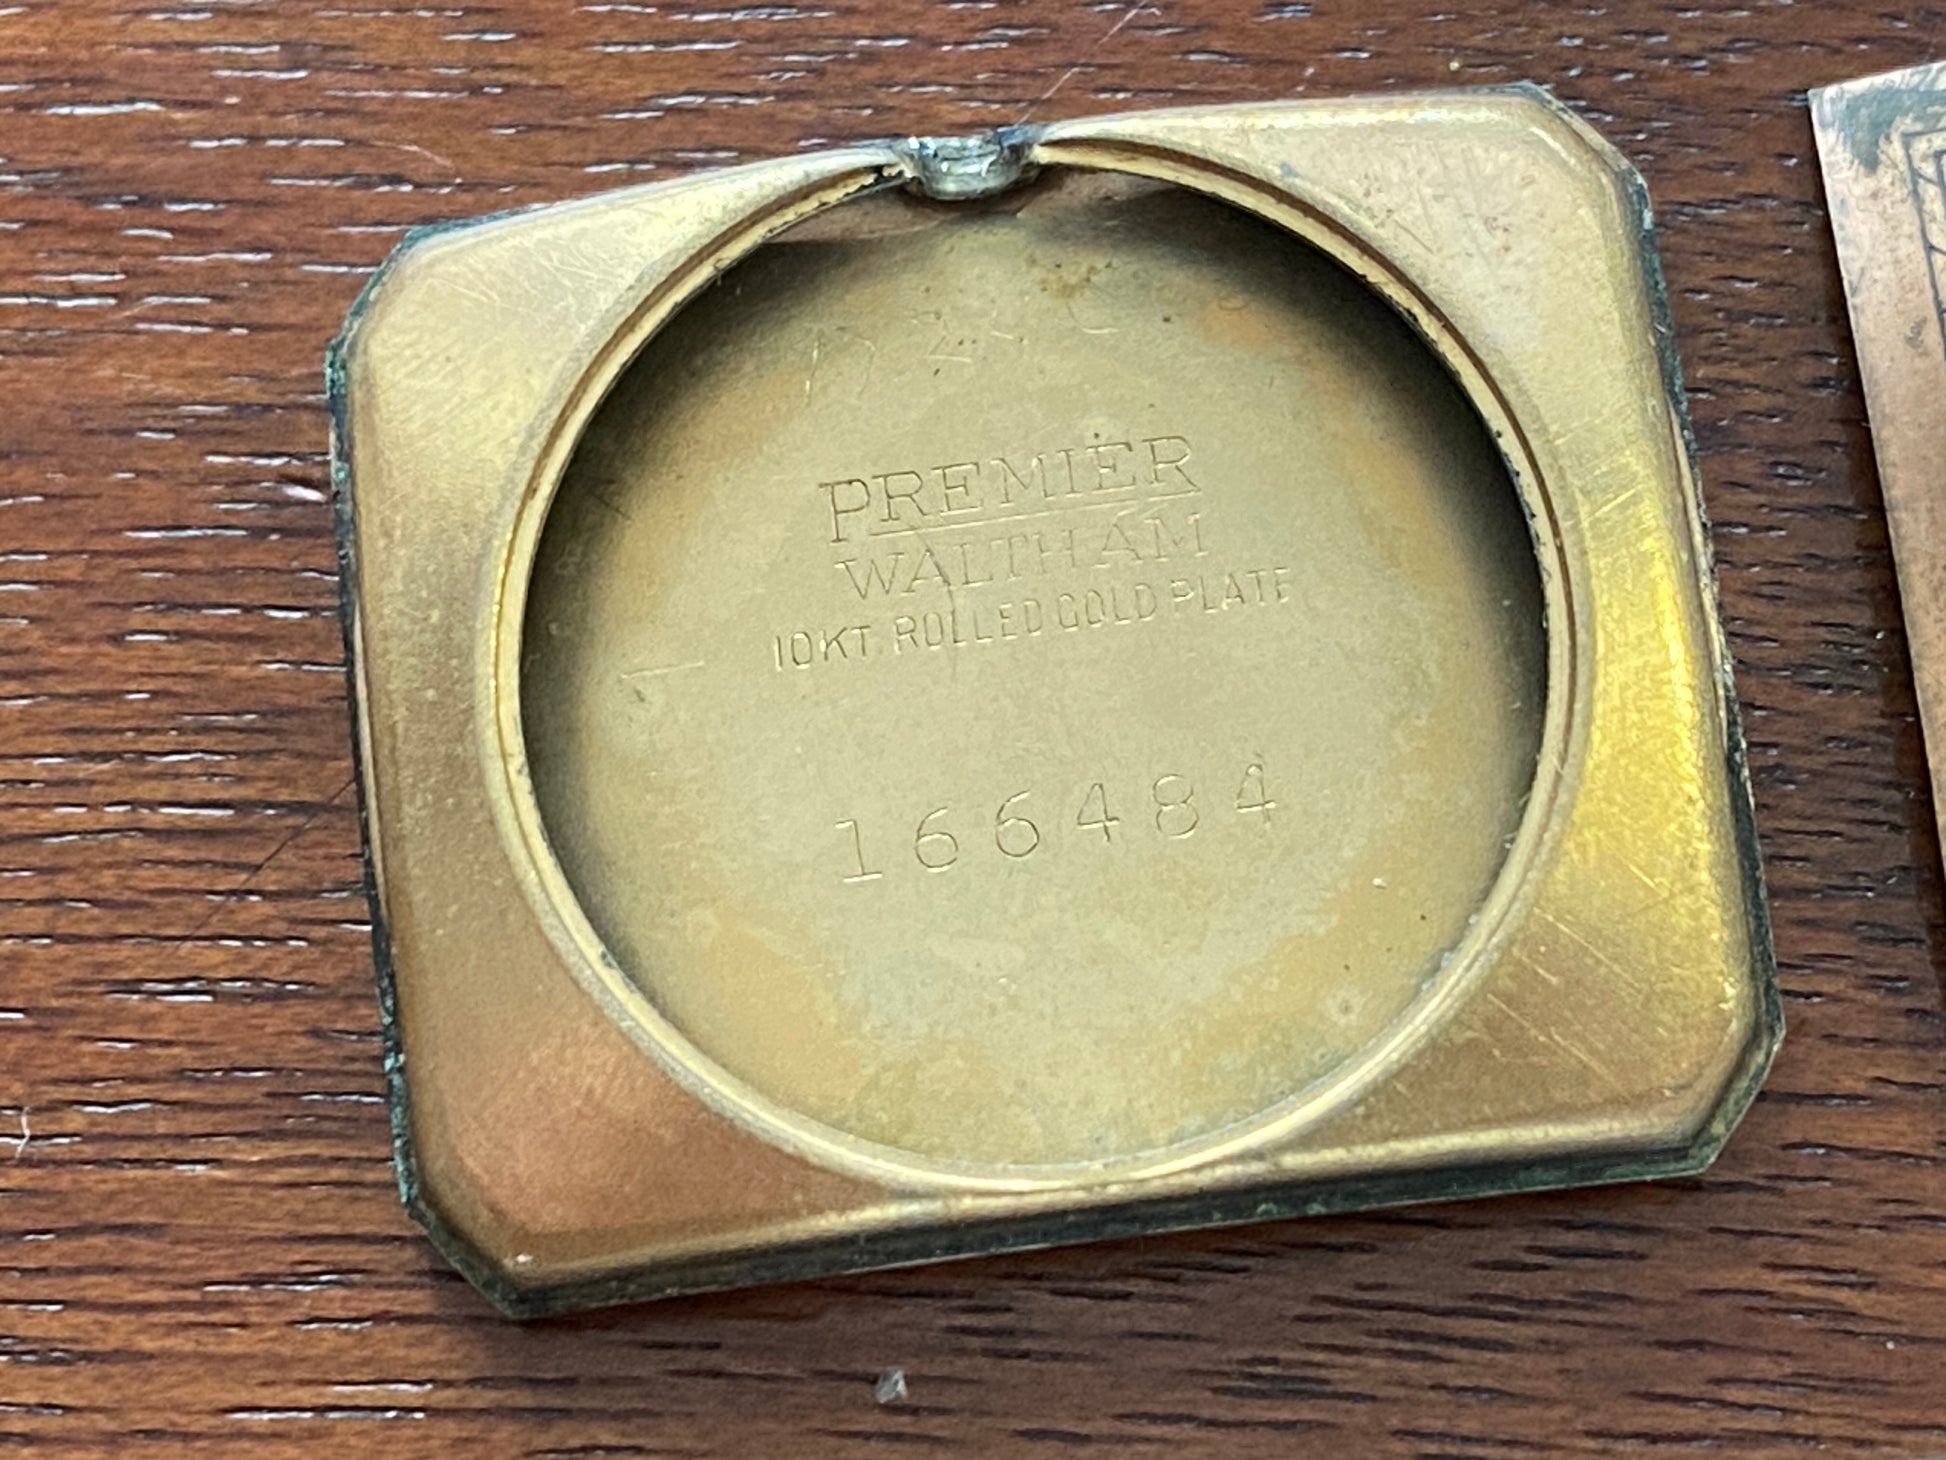 PREMIER
WALTHAM
10KT. ROLLED GOLD PLATE
166484